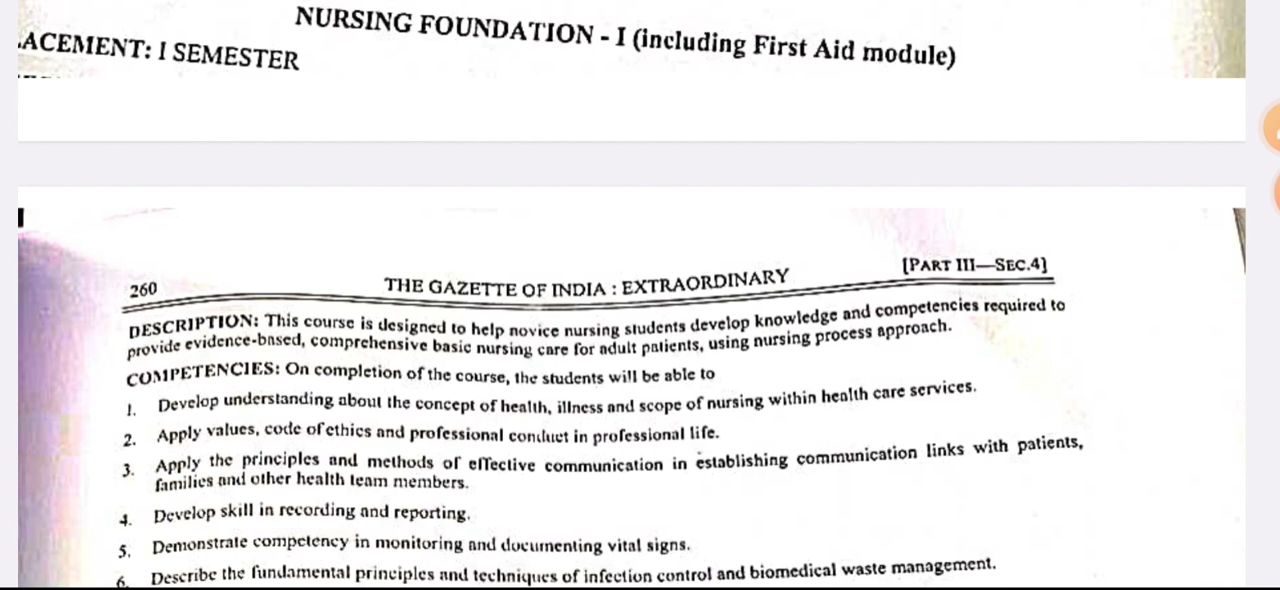 NURSING FOUNDATION - I (including First Aid module)
ACEMENT: I SEMESTER
260
THE GAZETTE OF INDIA : EXTRAORDINARY
[PART III—SEC.4]
DESCRIPTION: This course is designed to help novice nursing students develop knowledge and competencies required to
provide evidence-based, comprehensive basic nursing care for adult patients, using nursing process approach.
COMPETENCIES: On completion of the course, the students will be able to
1. Develop understanding about the concept of health, illness and scope of nursing within health care services.
2. Apply values, code of ethics and professional conduct in professional life.
3. Apply the principles and methods of effective communication in establishing communication links with patients,
families and other health team members.
4. Develop skill in recording and reporting.
5. Demonstrate competency in monitoring and documenting vital signs.
6. Describe the fundamental principles and techniques of infection control and biomedical waste management.